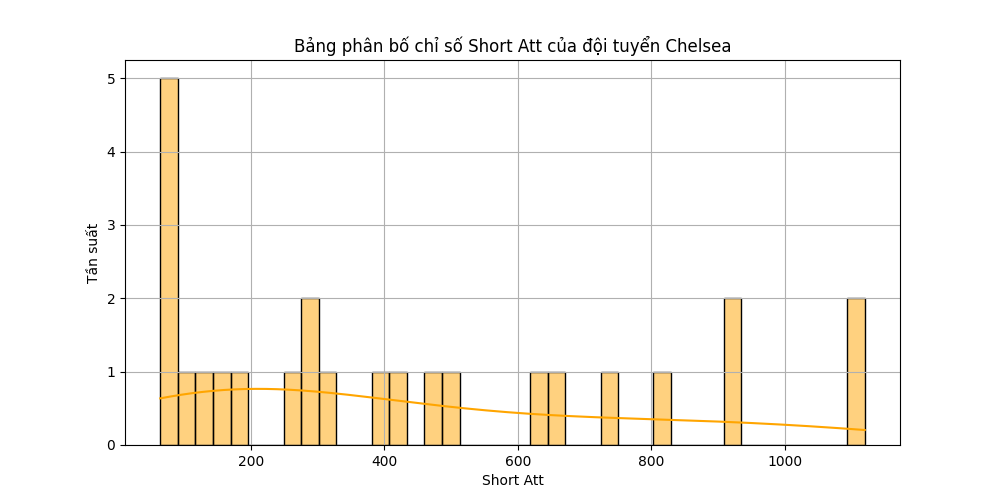 Bảng phân bố chỉ số Short Att của đội tuyển Chelsea
5
4
3
2
1
0
Tần suất
200 400 600 800 1000
Short Att